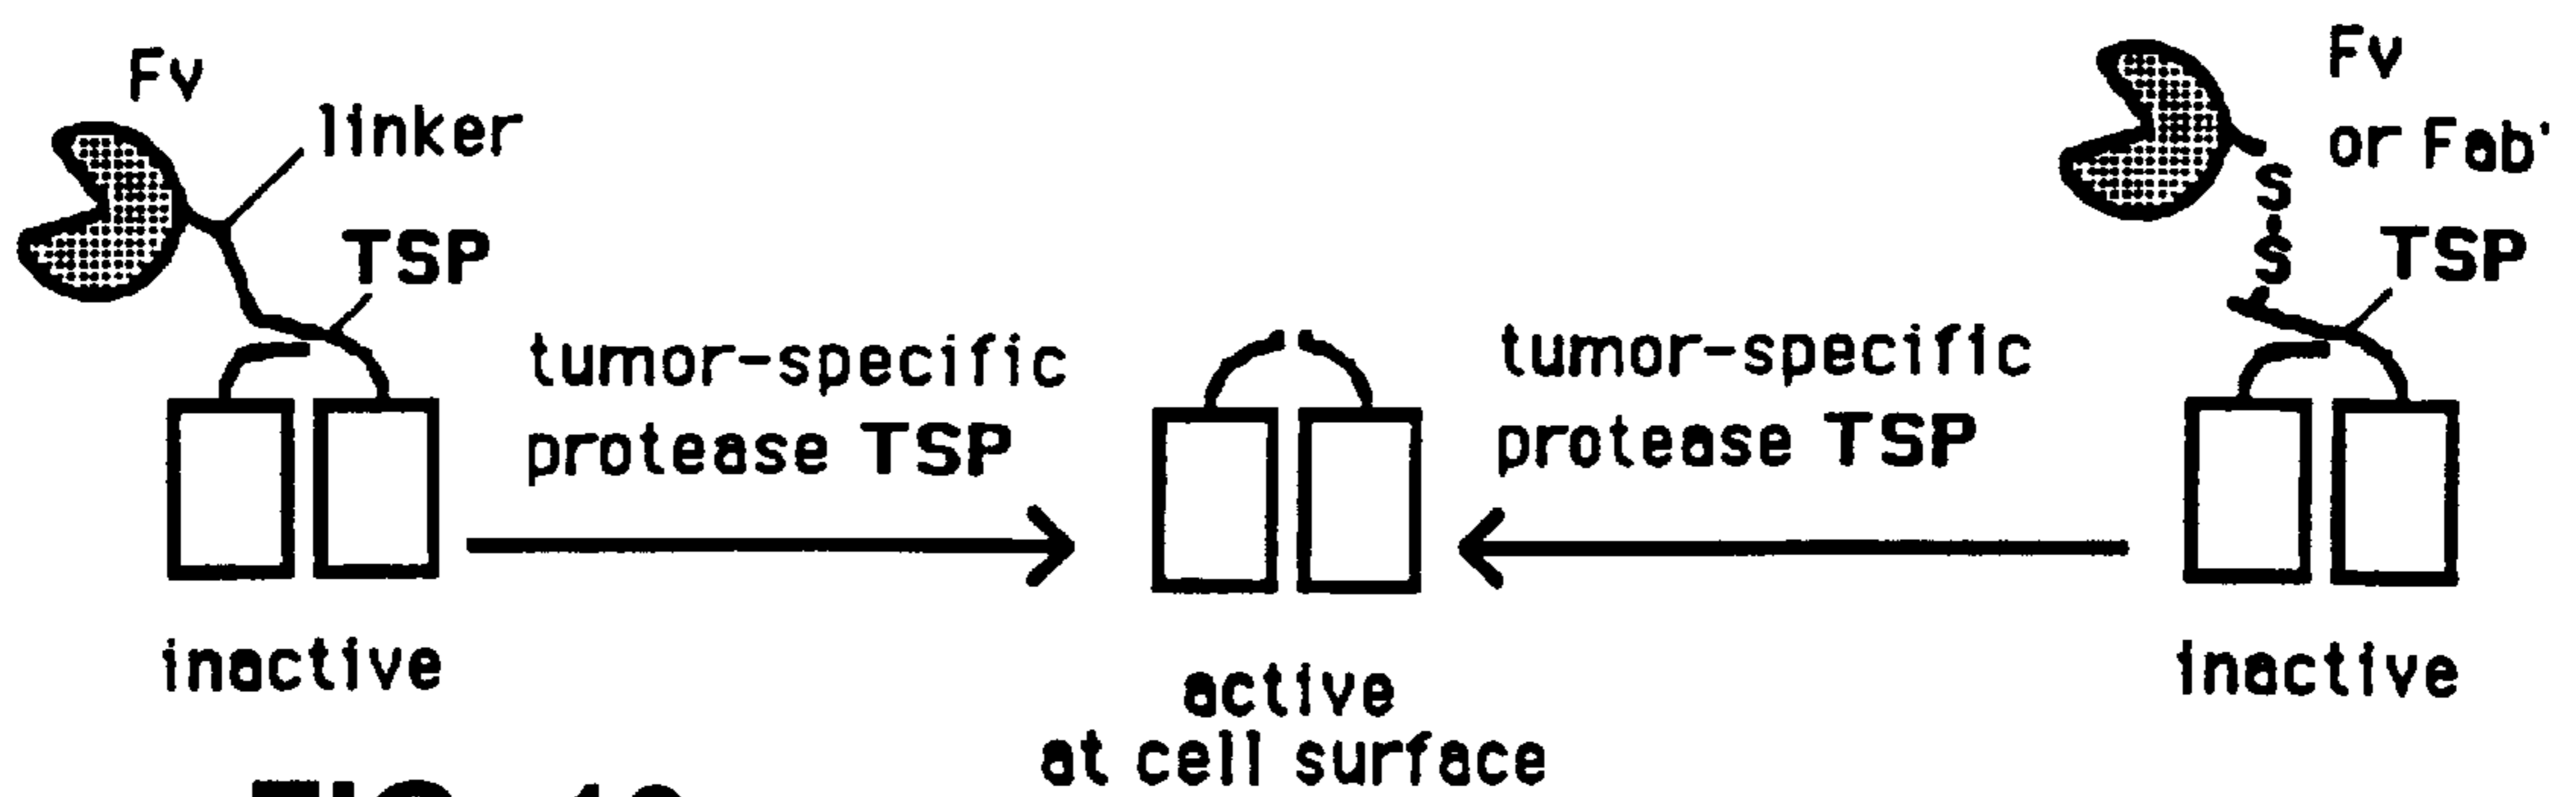 Fv
linker
TSP
tumor-specific
protease TSP
inactive
active
at cell surface
tumor-specific
protease TSP
Fv
or Fab'
S
S
TSP
inactive